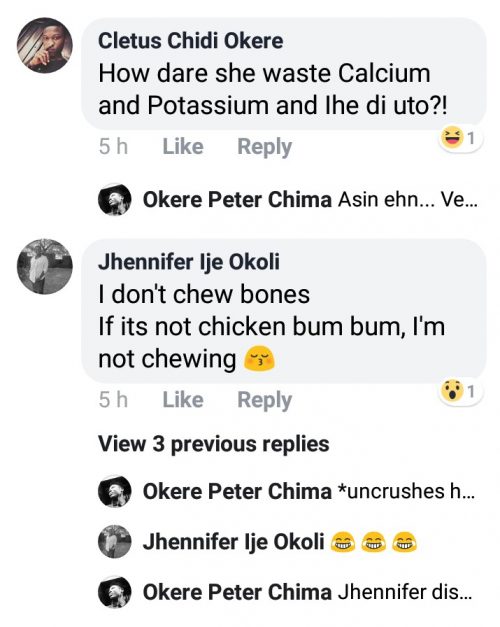 Cletus Chidi Okere
How dare she waste Calcium
and Potassium and Ihe di uto?!
5 h Like Reply 😆 1
Okere Peter Chima Asin ehn... Ve...
Jhennifer Ije Okoli
I don't chew bones
If its not chicken bum bum, I'm
not chewing 😚
5 h Like Reply 😮 1
View 3 previous replies
Okere Peter Chima *uncrushes h...
Jhennifer Ije Okoli 😂 😂 😂
Okere Peter Chima Jhennifer dis...